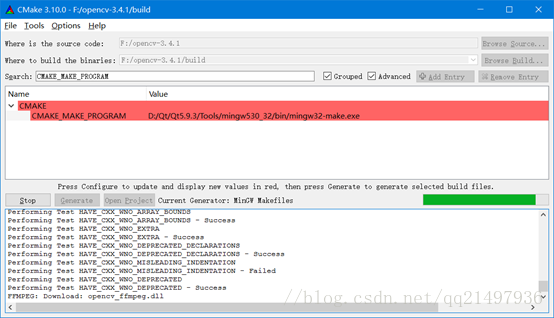 CMake 3.10.0 - F:/opencv-3.4.1/build
File Tools Options Help
Where is the source code: F:/opencv-3.4.1 Browse Source...
Where to build the binaries: F:/opencv-3.4.1/build Browse Build...
Search: CMAKE_MAKE_PROGRAM Grouped Advanced Add Entry Remove Entry
Name Value
CMAKE
CMAKE_MAKE_PROGRAM D:/Qt/Qt5.9.3/Tools/mingw530_32/bin/mingw32-make.exe
Press Configure to update and display new values in red, then press Generate to generate selected build files.
Stop Generate Open Project Current Generator: MinGW Makefiles
Performing Test HAVE_CXX_WNO_ARRAY_BOUNDS
Performing Test HAVE_CXX_WNO_ARRAY_BOUNDS - Success
Performing Test HAVE_CXX_WNO_EXTRA
Performing Test HAVE_CXX_WNO_EXTRA - Success
Performing Test HAVE_CXX_WNO_DEPRECATED_DECLARATIONS
Performing Test HAVE_CXX_WNO_DEPRECATED_DECLARATIONS - Success
Performing Test HAVE_CXX_WNO_MISLEADING_INDENTATION
Performing Test HAVE_CXX_WNO_MISLEADING_INDENTATION - Failed
Performing Test HAVE_CXX_WNO_DEPRECATED
Performing Test HAVE_CXX_WNO_DEPRECATED - Success
FFMPEG: Download: opencv_ffmpeg.dll
//blog.csdn.net/qq21497936